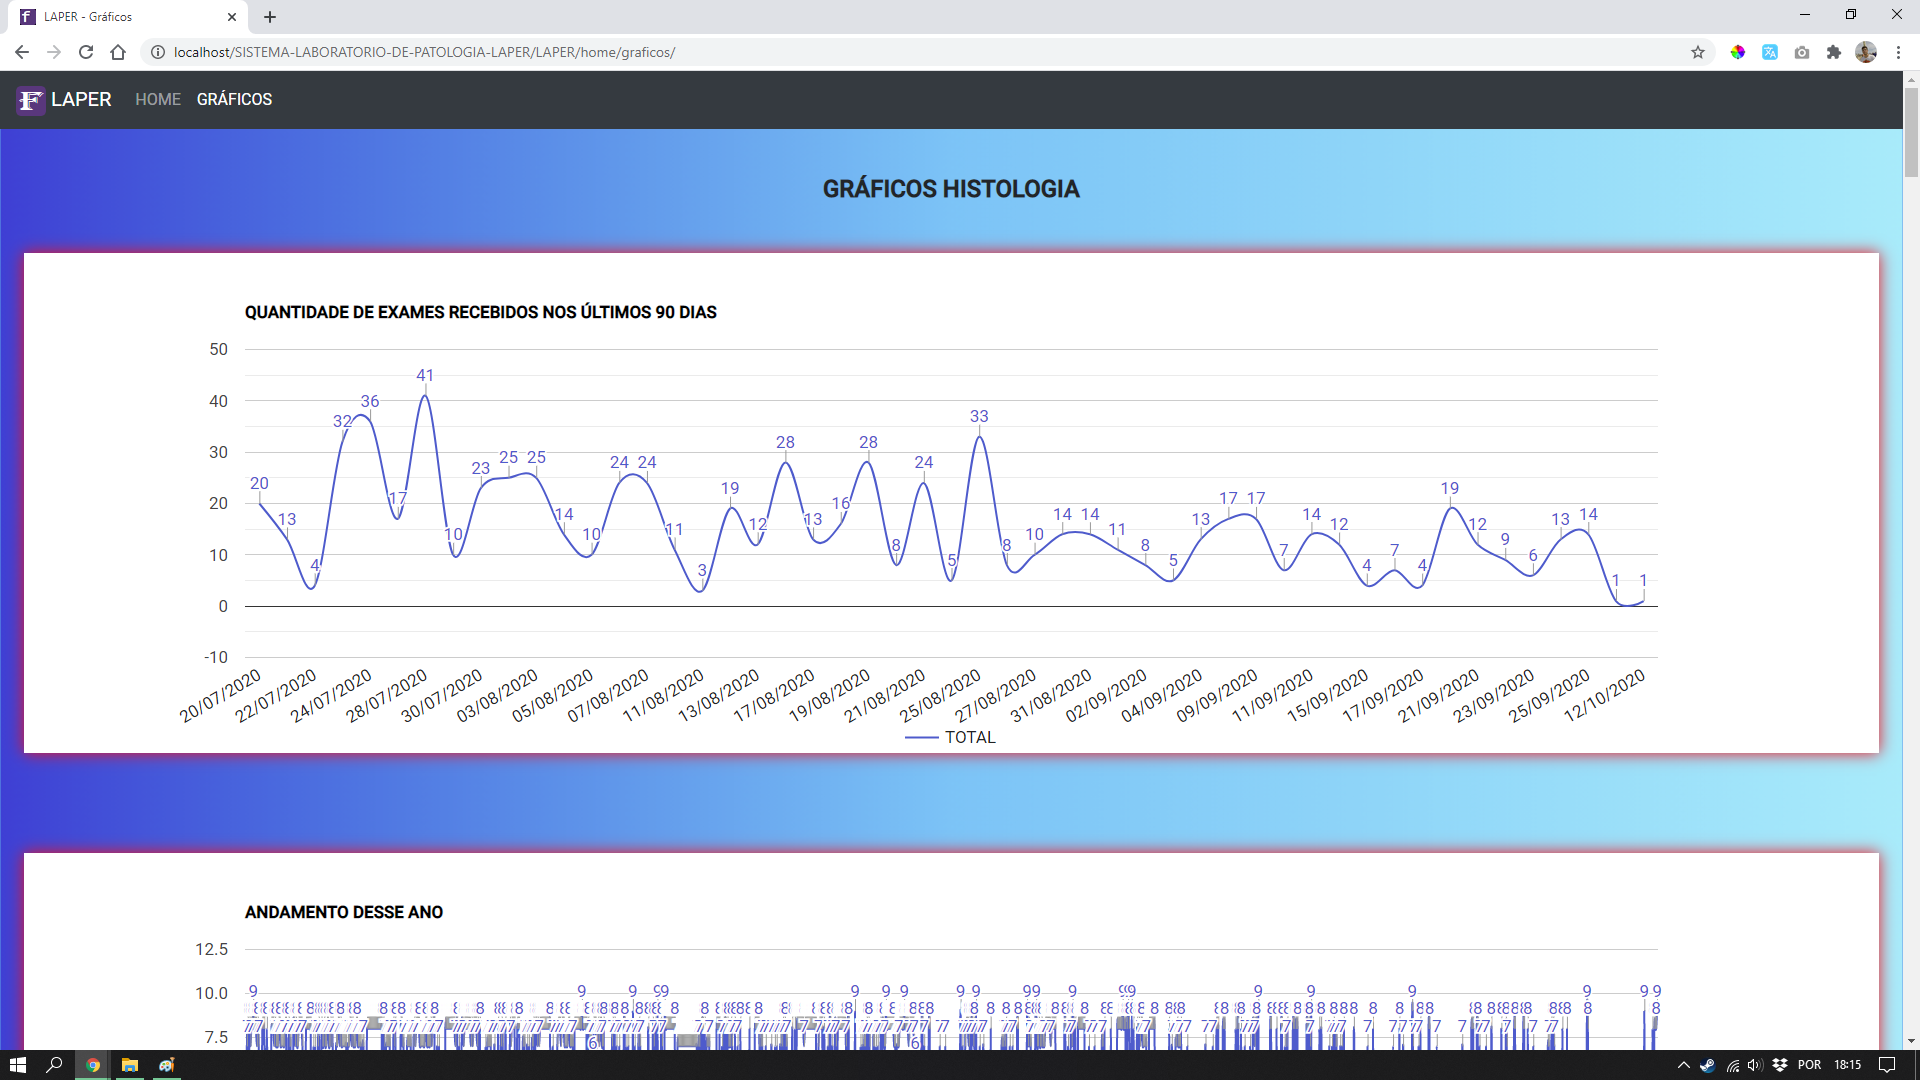 LAPER - Gráficos
localhost/SISTEMA-LABORATORIO-DE-PATOLOGIA-LAPER/LAPER/home/graficos/
LAPER HOME GRÁFICOS
GRÁFICOS HISTOLOGIA
QUANTIDADE DE EXAMES RECEBIDOS NOS ÚLTIMOS 90 DIAS
50
40
30
20
10
0
-10
20 13 4 32 36 17 41 10 23 25 25 14 10 24 24 11 3 19 12 28 13 16 28 8 24 5 33 8 10 14 14 11 8 5 13 17 17 7 14 12 4 7 4 19 12 9 6 13 14 1 1
20/07/2020 22/07/2020 24/07/2020 28/07/2020 30/07/2020 03/08/2020 05/08/2020 07/08/2020 11/08/2020 13/08/2020 17/08/2020 19/08/2020 21/08/2020 25/08/2020 27/08/2020 31/08/2020 02/09/2020 04/09/2020 09/09/2020 11/09/2020 15/09/2020 17/09/2020 21/09/2020 23/09/2020 25/09/2020 12/10/2020
TOTAL
ANDAMENTO DESSE ANO
12.5
10.0
7.5
POR 18:15